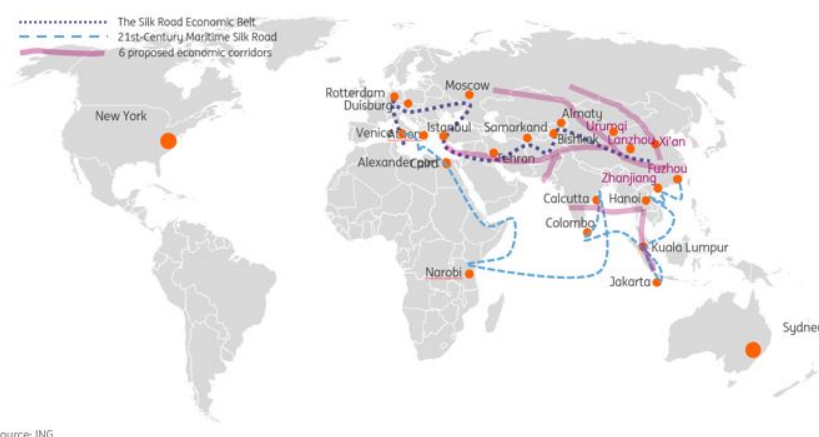 The Silk Road Economic Belt
21st-Century Maritime Silk Road
6 proposed economic corridors
Rotterdam
Moscow
Duisburg
New York
Almaty
Venice
Istanbul
Samarkand
Urumqi
Bishkek
Lanzhou
Xi'an
Tehran
Fuzhou
Zhanjiang
Calcutta
Hanoi
Colombo
Kuala Lumpur
Narobi
Jakarta
Sydney
ource: ING